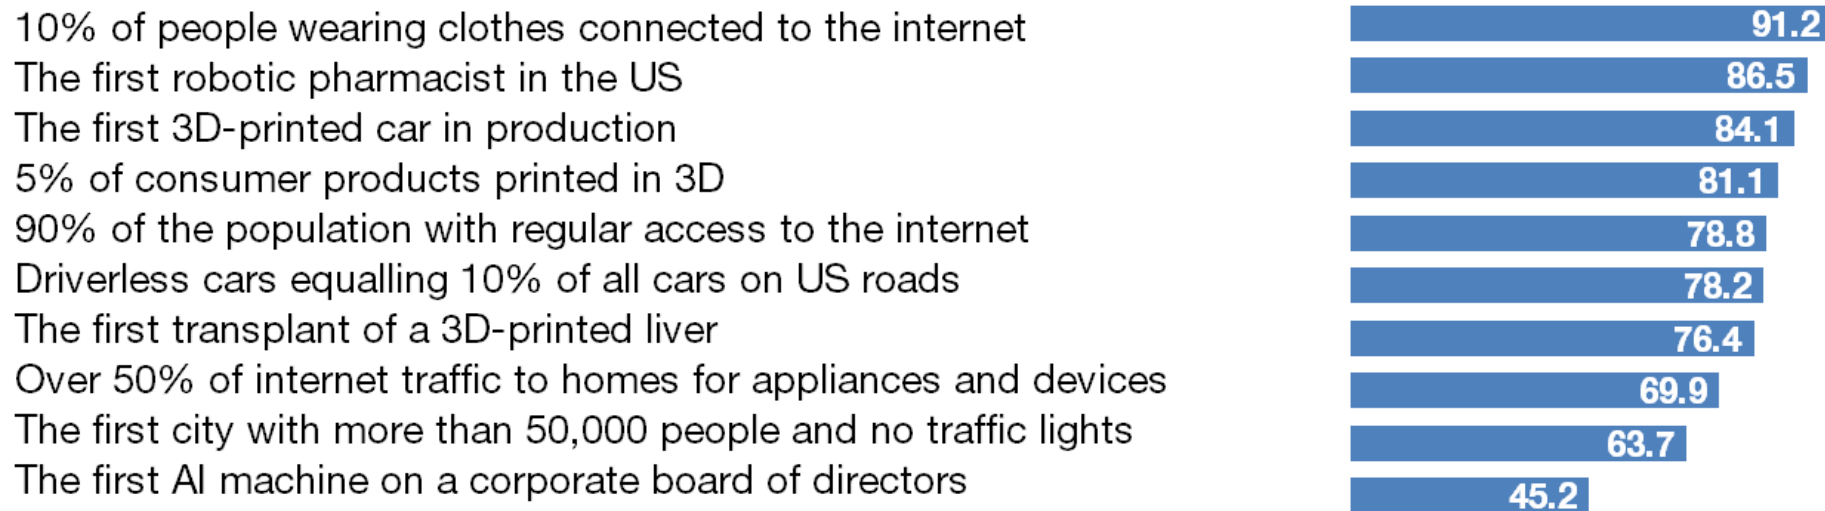 10% of people wearing clothes connected to the internet 91.2
The first robotic pharmacist in the US 86.5
The first 3D-printed car in production 84.1
5% of consumer products printed in 3D 81.1
90% of the population with regular access to the internet 78.8
Driverless cars equalling 10% of all cars on US roads 78.2
The first transplant of a 3D-printed liver 76.4
Over 50% of internet traffic to homes for appliances and devices 69.9
The first city with more than 50,000 people and no traffic lights 63.7
The first AI machine on a corporate board of directors 45.2